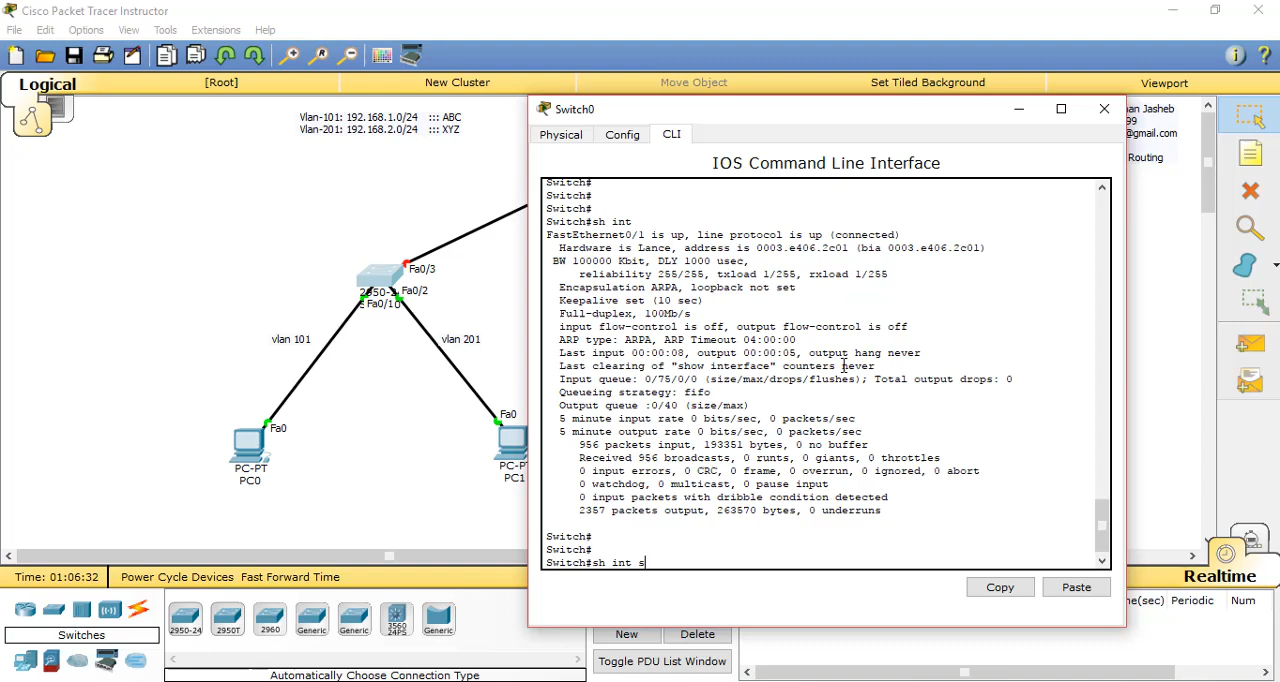 Cisco Packet Tracer Instructor
File Edit Options View Tools Extensions Help
Logical [Root] New Cluster Move Object Set Tiled Background Viewport
Vlan-101: 192.168.1.0/24 ::: ABC
Vlan-201: 192.168.2.0/24 ::: XYZ
an Jasheb
99
@gmail.com
Routing
Fa0/3
2950-2
Fa0/2
Fa0/10
vlan 101
vlan 201
Fa0
Fa0
PC-PT
PC0
PC-PT
PC1
Switch0
Physical Config CLI
IOS Command Line Interface
Switch#
Switch#
Switch#
Switch#sh int
FastEthernet0/1 is up, line protocol is up (connected)
Hardware is Lance, address is 0003.e406.2c01 (bia 0003.e406.2c01)
BW 100000 Kbit, DLY 1000 usec,
reliability 255/255, txload 1/255, rxload 1/255
Encapsulation ARPA, loopback not set
Keepalive set (10 sec)
Full-duplex, 100Mb/s
input flow-control is off, output flow-control is off
ARP type: ARPA, ARP Timeout 04:00:00
Last input 00:00:08, output 00:00:05, output hang never
Last clearing of "show interface" counters never
Input queue: 0/75/0/0 (size/max/drops/flushes); Total output drops: 0
Queueing strategy: fifo
Output queue :0/40 (size/max)
5 minute input rate 0 bits/sec, 0 packets/sec
5 minute output rate 0 bits/sec, 0 packets/sec
956 packets input, 193351 bytes, 0 no buffer
Received 956 broadcasts, 0 runts, 0 giants, 0 throttles
0 input errors, 0 CRC, 0 frame, 0 overrun, 0 ignored, 0 abort
0 watchdog, 0 multicast, 0 pause input
0 input packets with dribble condition detected
2357 packets output, 263570 bytes, 0 underruns
Switch#
Switch#
Switch#sh int s
Copy Paste
Time: 01:06:32 Power Cycle Devices Fast Forward Time
Realtime
Switches
2950-24 2950T 2960 Generic Generic 3560 24PS Generic
Automatically Choose Connection Type
New Delete
Toggle PDU List Window
ne(sec) Periodic Num